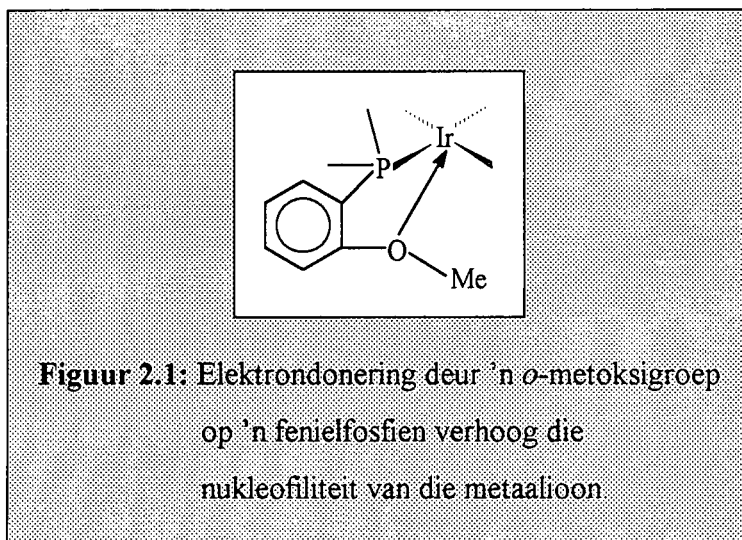 Ir
P
O
Me
Figuur 2.1: Elektrondonering deur 'n o-metoksigroep
op 'n fenielfosfien verhoog die
nukleofiliteit van die metaalioon.